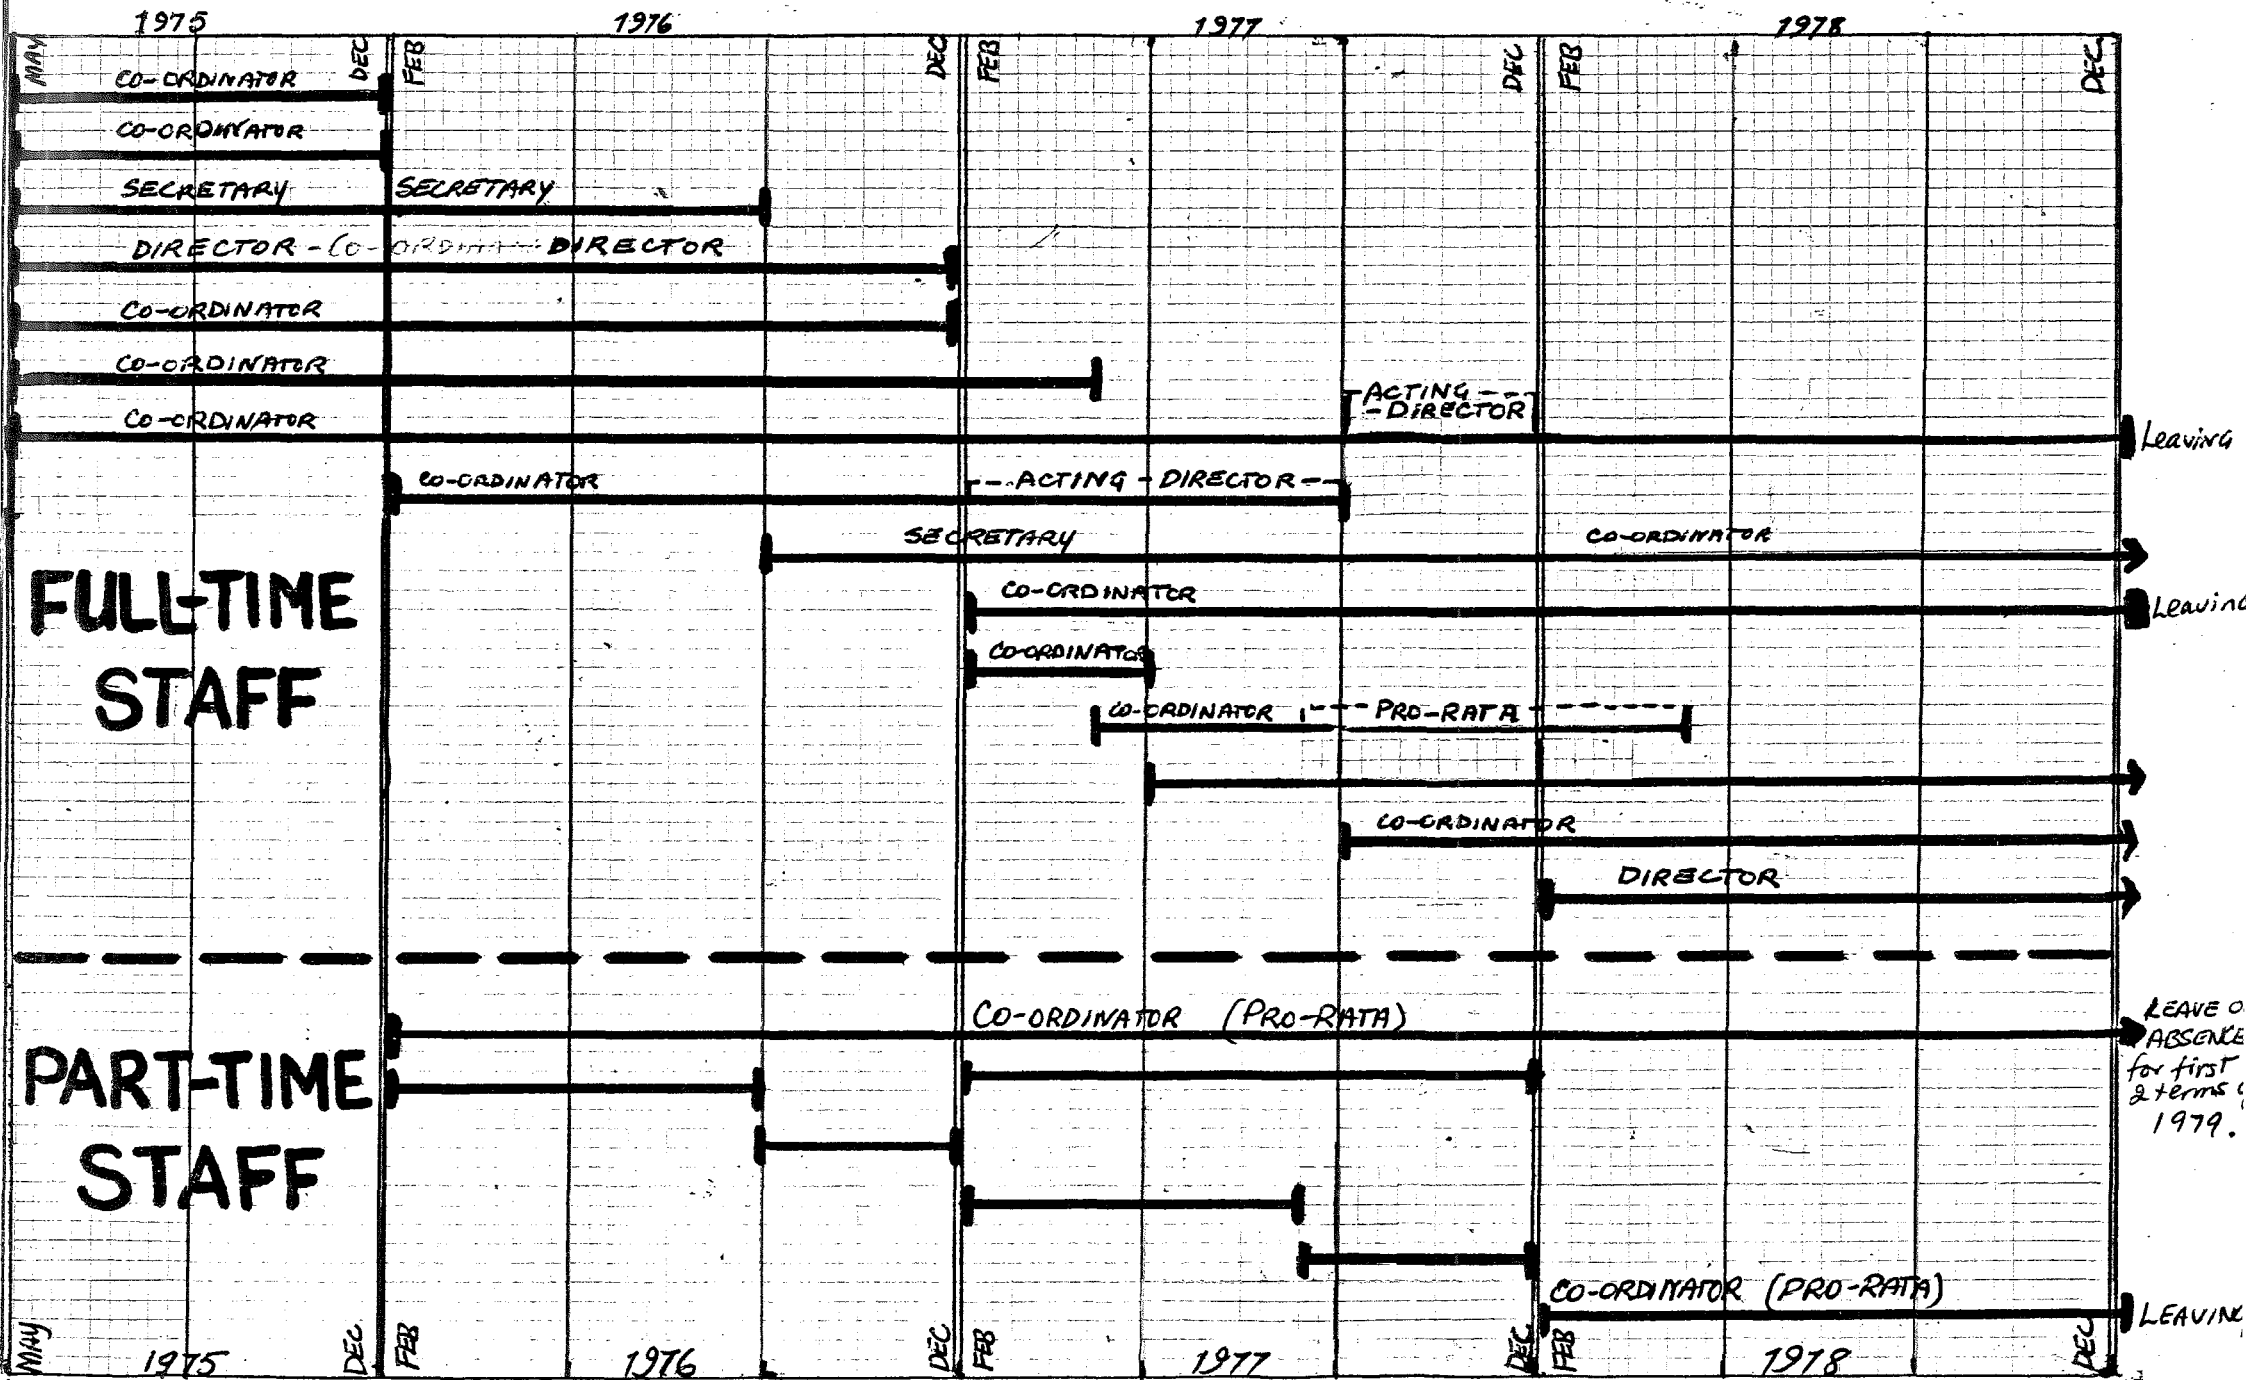 1975 1976 1977 1978
MAY DEC FEB DEC FEB DEC FEB DEC
CO-ORDINATOR
CO-ORDINATOR
SECRETARY SECRETARY
DIRECTOR - CO-ORDINA DIRECTOR
CO-ORDINATOR
CO-ORDINATOR
ACTING
- DIRECTOR
CO-ORDINATOR
Leaving
CO-ORDINATOR ACTING - DIRECTOR
SECRETARY CO-ORDINATOR
CO-ORDINATOR
Leaving
FULL-TIME
STAFF
CO-ORDINATOR
CO-ORDINATOR PRO-RATA
CO-ORDINATOR
DIRECTOR
CO-ORDINATOR (PRO-RATA)
LEAVE O
ABSENCE
for first
2 terms
1979.
PART-TIME
STAFF
CO-ORDINATOR (PRO-RATA)
LEAVING
MAY DEC FEB DEC FEB DEC FEB DEC
1975 1976 1977 1978